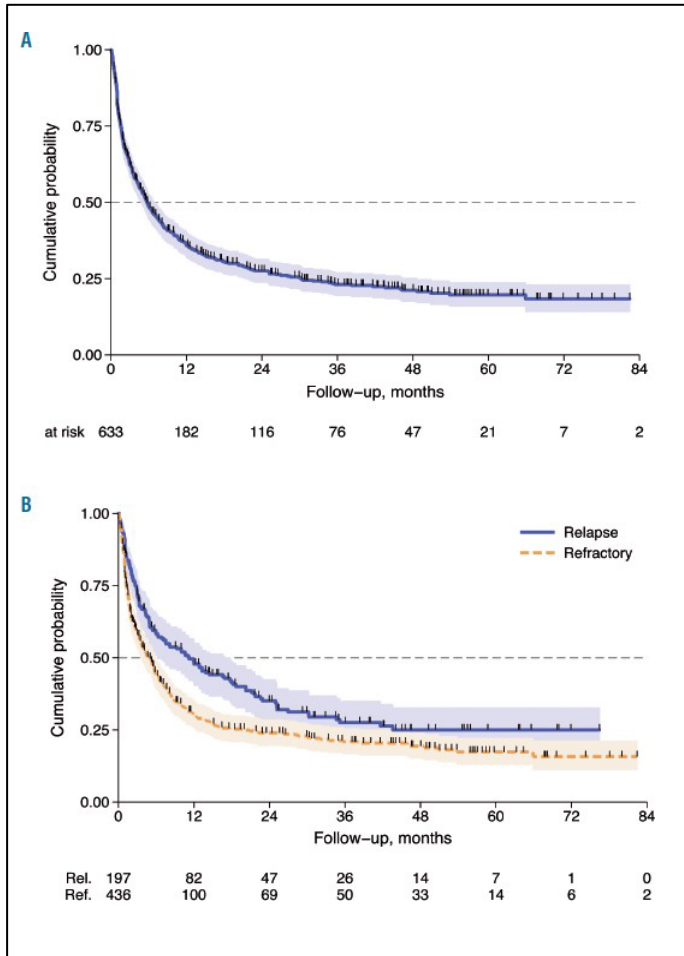 A
1.00
0.75
0.50
0.25
0.00
Cumulative probability
0 12 24 36 48 60 72 84
Follow-up, months
at risk 633 182 116 76 47 21 7 2
B
1.00
0.75
0.50
0.25
0.00
Cumulative probability
Relapse
Refractory
0 12 24 36 48 60 72 84
Follow-up, months
Rel. 197 82 47 26 14 7 1 0
Ref. 436 100 69 50 33 14 6 2